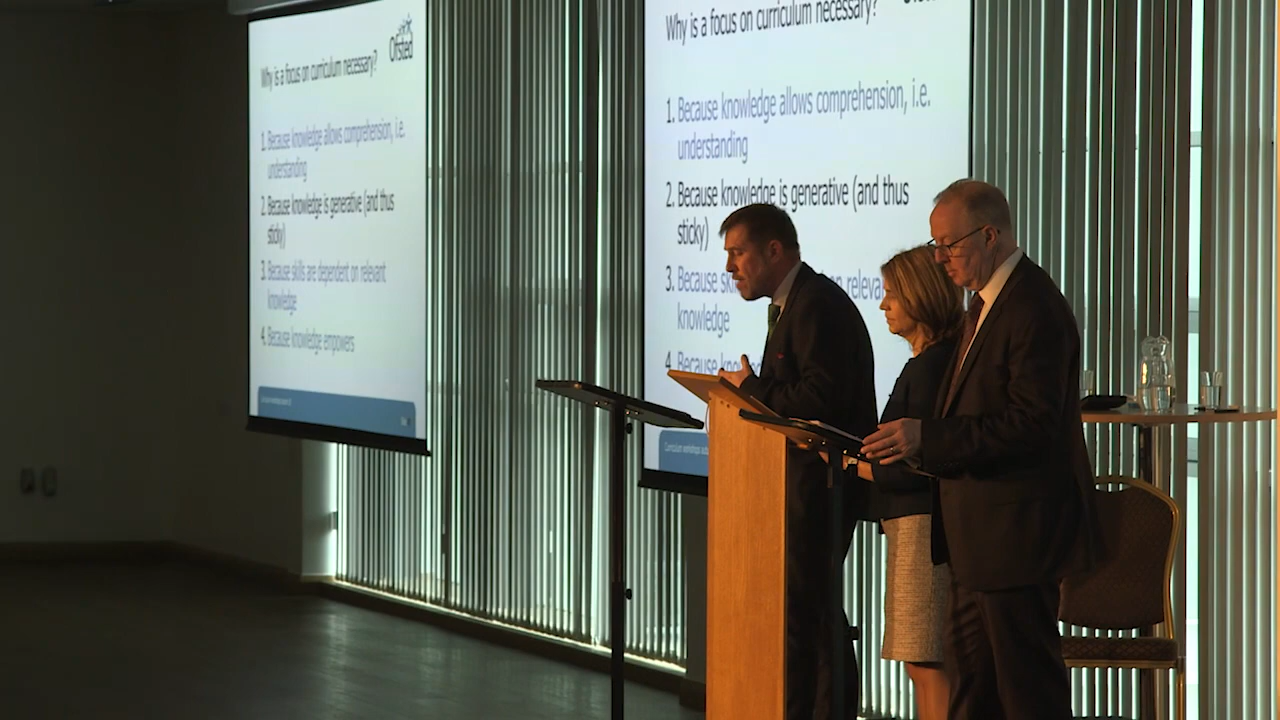 Ofsted
Why is a focus on curriculum necessary?
1. Because knowledge allows comprehension, i.e.
understanding
2. Because knowledge is generative (and thus
sticky)
3. Because skills are dependent on relevant
knowledge
4. Because knowledge empowers
Why is a focus on curriculum necessary?
1. Because knowledge allows comprehension, i.e.
understanding
2. Because knowledge is generative (and thus
sticky)
3. Because
knowledge
4. Because
Curriculum workshops